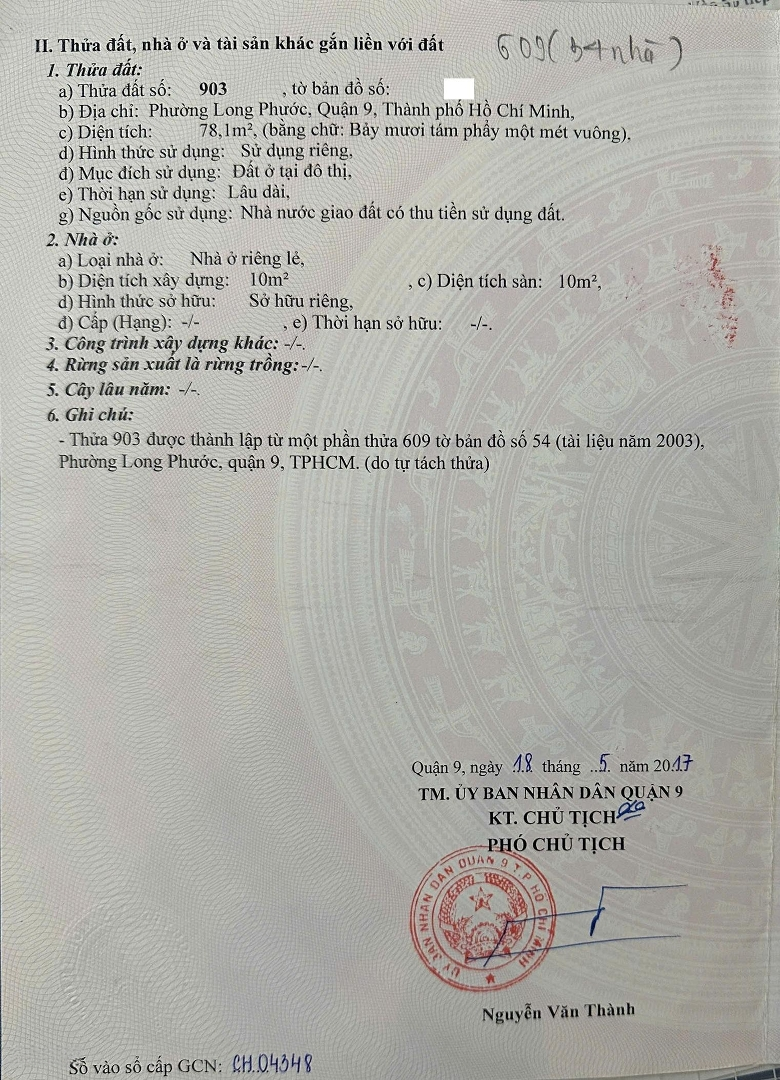 II. Thửa đất, nhà ở và tài sản khác gắn liền với đất
609(54nhà)
1. Thửa đất:
a) Thửa đất số: 903 , tờ bản đồ số:
b) Địa chỉ: Phường Long Phước, Quận 9, Thành phố Hồ Chí Minh,
c) Diện tích: 78,1m², (bằng chữ: Bảy mươi tám phẩy một mét vuông),
d) Hình thức sử dụng: Sử dụng riêng,
đ) Mục đích sử dụng: Đất ở tại đô thị,
e) Thời hạn sử dụng: Lâu dài,
g) Nguồn gốc sử dụng: Nhà nước giao đất có thu tiền sử dụng đất.
2. Nhà ở:
a) Loại nhà ở: Nhà ở riêng lẻ,
b) Diện tích xây dựng: 10m² , c) Diện tích sàn: 10m²,
d) Hình thức sở hữu: Sở hữu riêng,
đ) Cấp (Hạng): -/- , e) Thời hạn sở hữu: -/-.
3. Công trình xây dựng khác: -/-.
4. Rừng sản xuất là rừng trồng: -/-.
5. Cây lâu năm: -/-.
6. Ghi chú:
- Thửa 903 được thành lập từ một phần thửa 609 tờ bản đồ số 54 (tài liệu năm 2003),
Phường Long Phước, quận 9, TPHCM. (do tự tách thửa)
Quận 9, ngày 18 tháng ..5. năm 2017
TM. ỦY BAN NHÂN DÂN QUẬN 9
KT. CHỦ TỊCH
PHÓ CHỦ TỊCH
ỦY BAN NHÂN DÂN QUẬN 9 T.P HỒ CHÍ MINH
Nguyễn Văn Thành
Số vào sổ cấp GCN: CH.04348